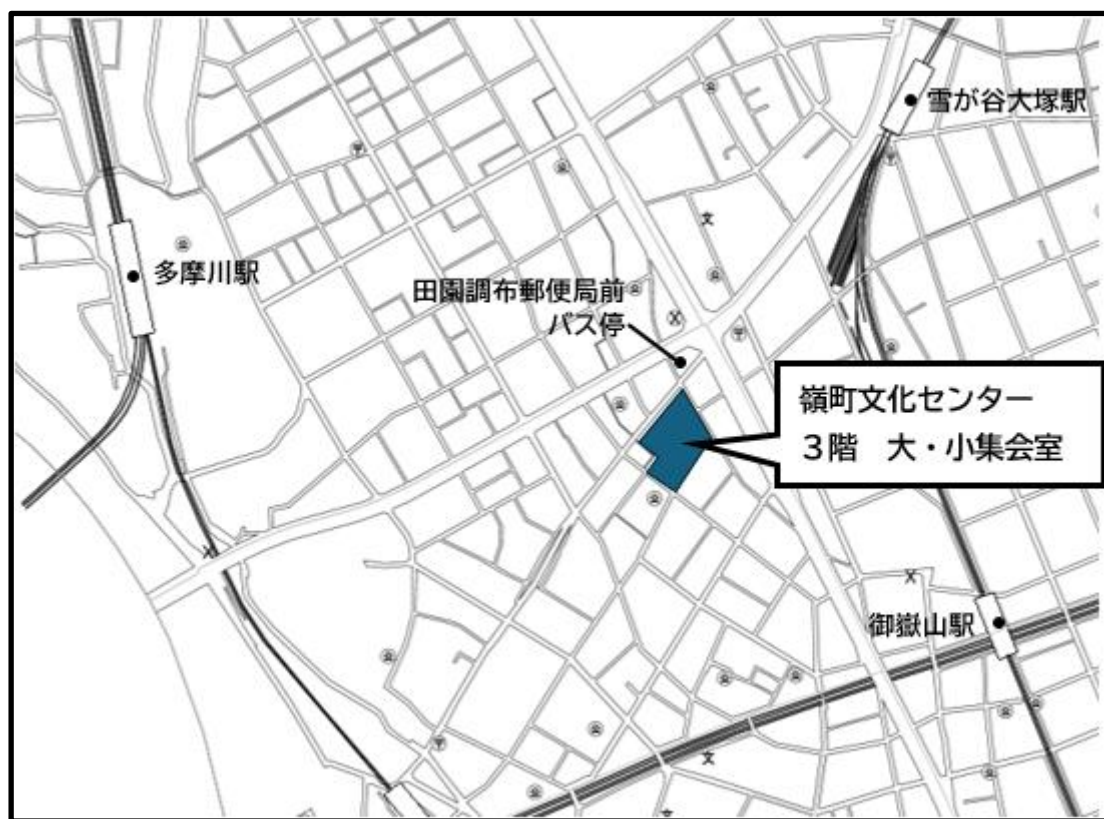 雪が谷大塚駅
多摩川駅
田園調布郵便局前
バス停
嶺町文化センター
３階　大・小集会室
御嶽山駅